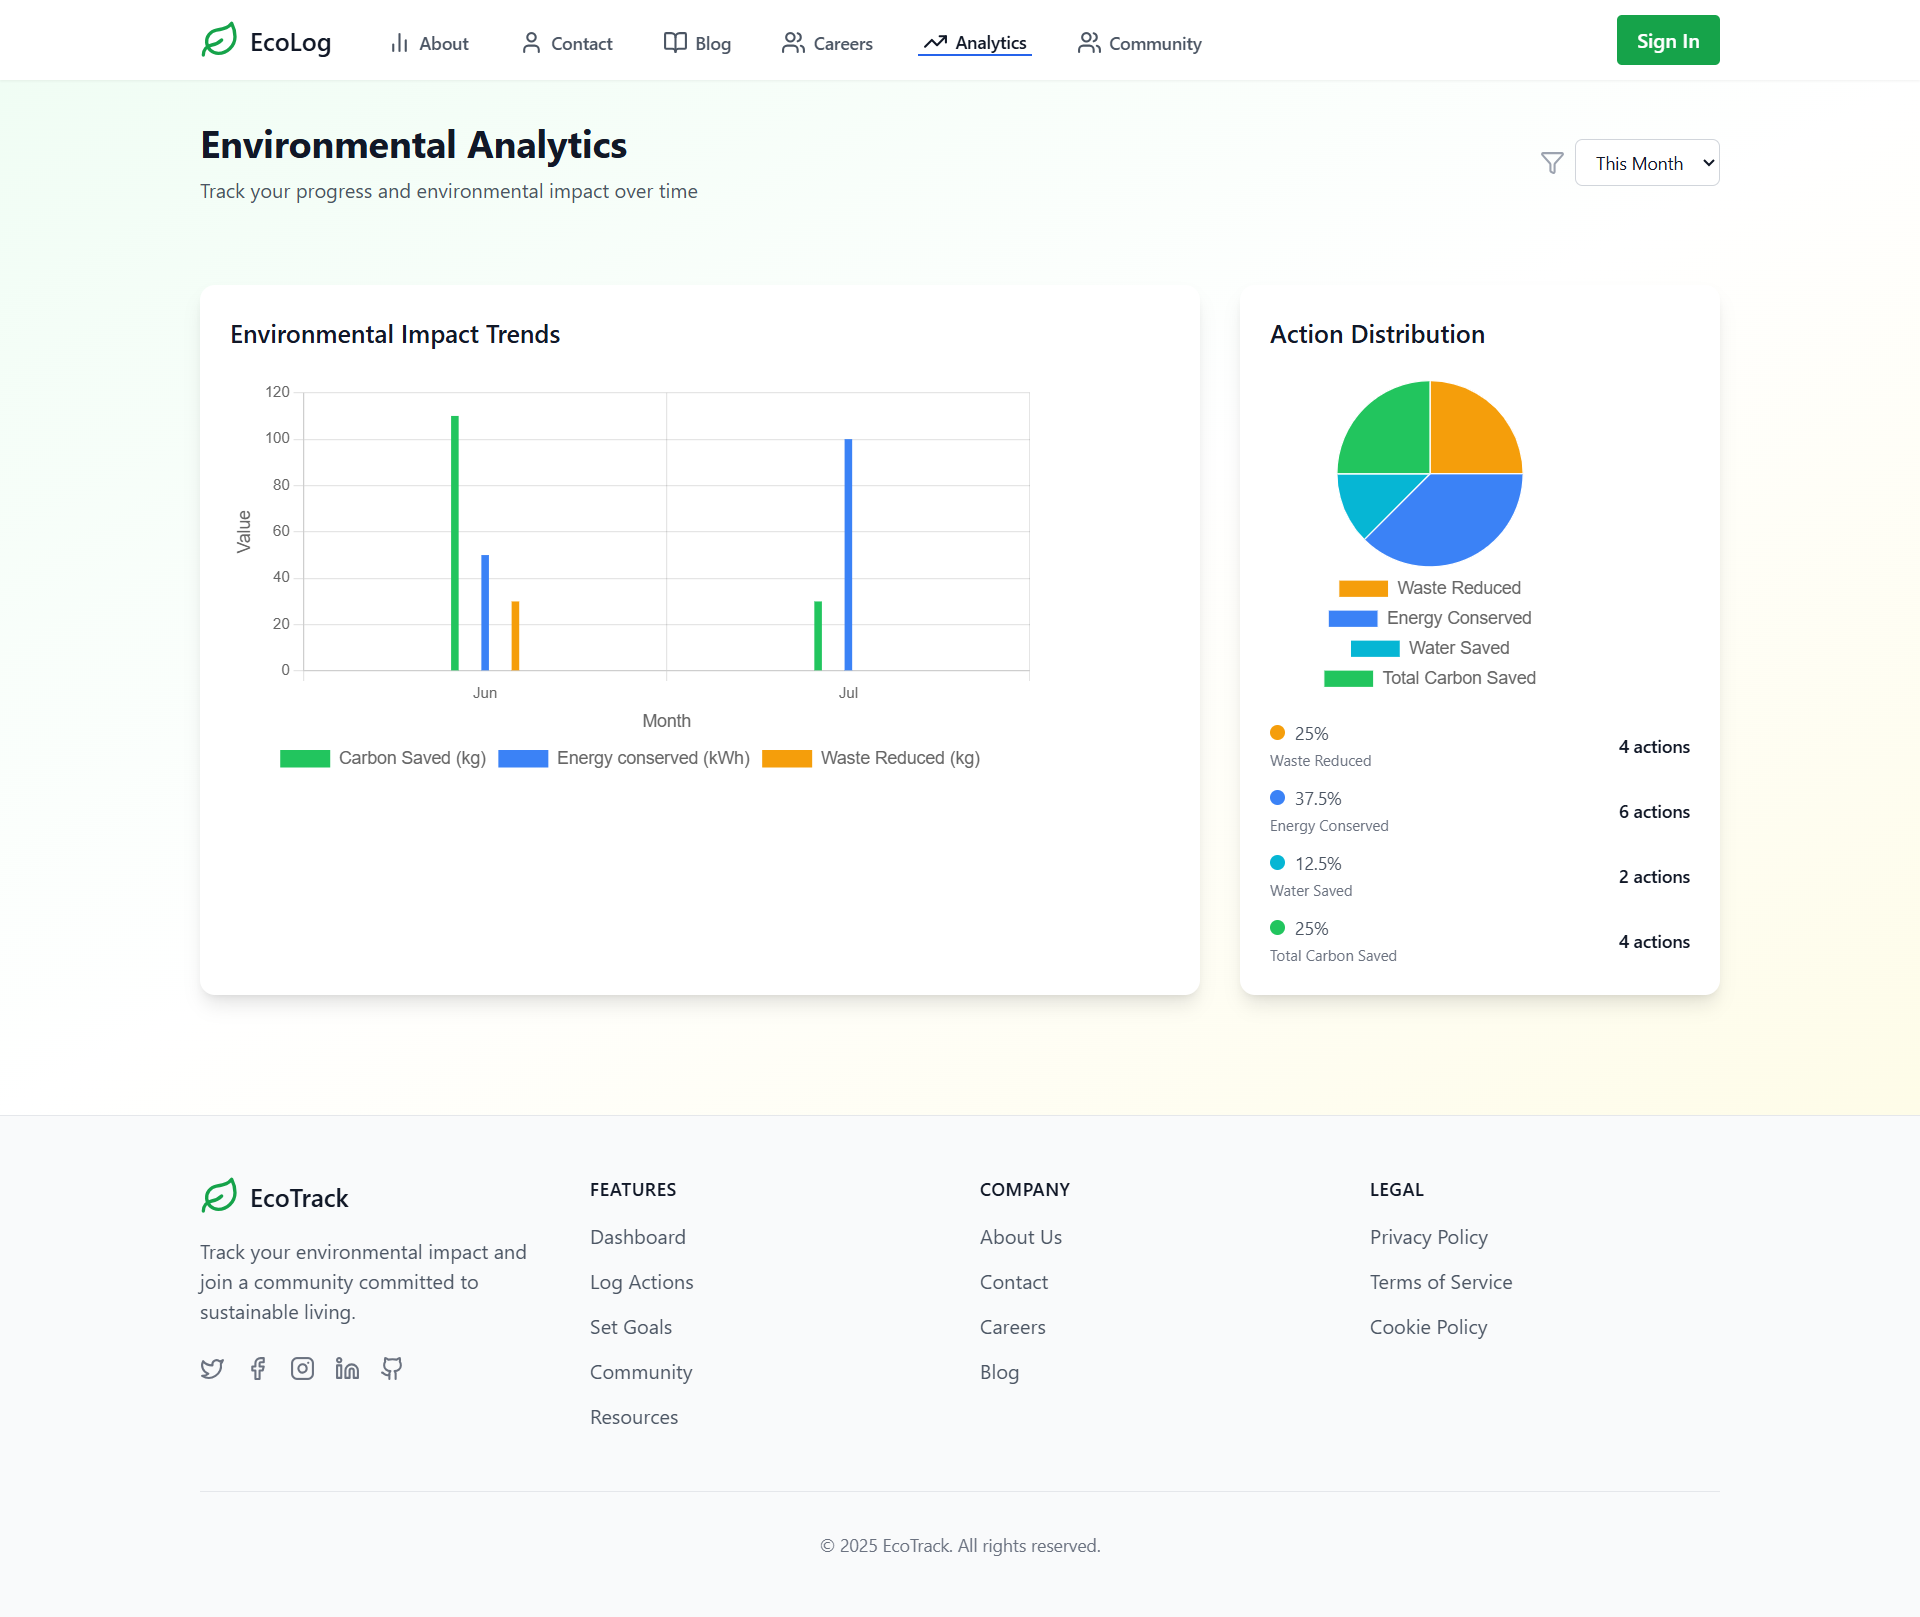 EcoLog
About
Contact
Blog
Careers
Analytics
Community
Sign In
Environmental Analytics
Track your progress and environmental impact over time
This Month
Environmental Impact Trends
120
100
80
60
40
20
0
Value
Jun
Jul
Month
Carbon Saved (kg)
Energy conserved (kWh)
Waste Reduced (kg)
Action Distribution
Waste Reduced
Energy Conserved
Water Saved
Total Carbon Saved
25%
Waste Reduced
4 actions
37.5%
Energy Conserved
6 actions
12.5%
Water Saved
2 actions
25%
Total Carbon Saved
4 actions
EcoTrack
Track your environmental impact and
join a community committed to
sustainable living.
FEATURES
Dashboard
Log Actions
Set Goals
Community
Resources
COMPANY
About Us
Contact
Careers
Blog
LEGAL
Privacy Policy
Terms of Service
Cookie Policy
© 2025 EcoTrack. All rights reserved.